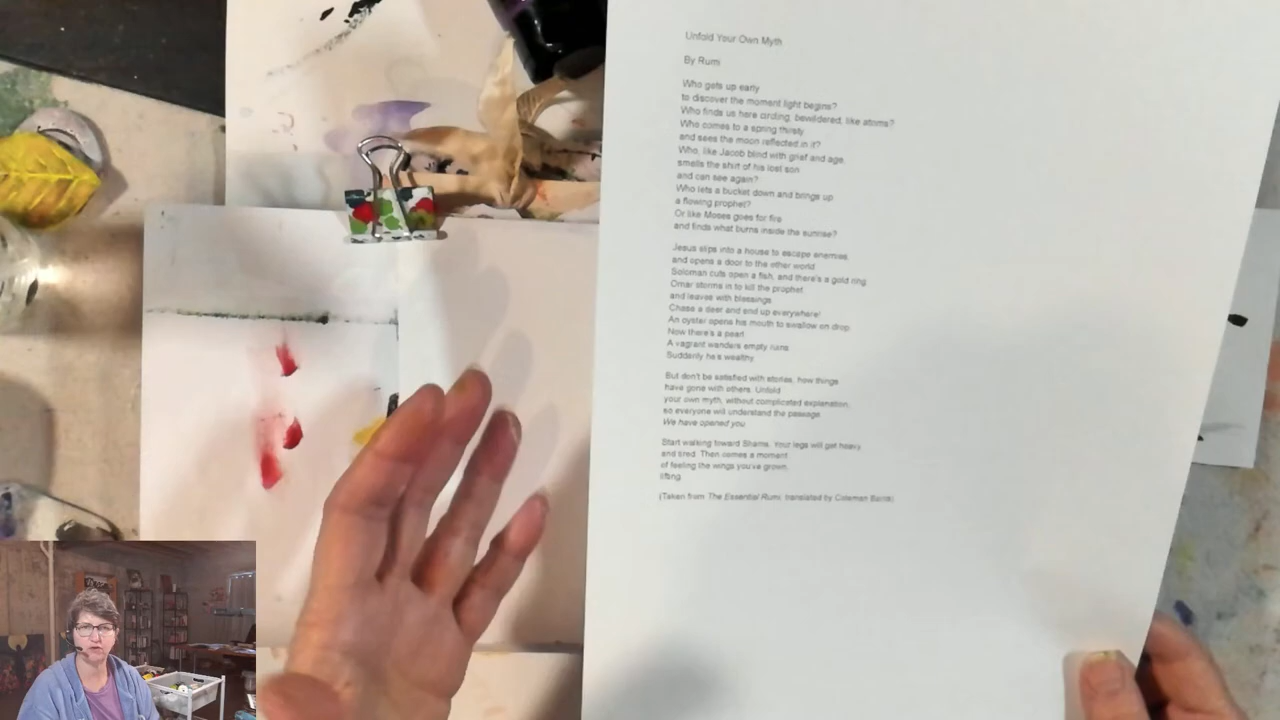 Unfold Your Own Myth
By Rumi
Who gets up early
to discover the moment light begins?
Who finds us here circling, bewildered, like atoms?
Who comes to a spring thirsty
and sees the moon reflected in it?
Who, like Jacob blind with grief and age,
smells the shirt of his lost son
and can see again?
Who lets a bucket down and brings up
a flowing prophet?
Or like Moses goes for fire
and finds what burns inside the sunrise?
Jesus slips into a house to escape enemies,
and opens a door to the other world.
Soloman cuts open a fish, and there's a gold ring.
Omar storms in to kill the prophet
and leaves with blessings.
Chase a deer and end up everywhere!
An oyster opens his mouth to swallow on drop.
Now there's a pearl.
A vagrant wanders empty ruins.
Suddenly he's wealthy.
But don't be satisfied with stories, how things
have gone with others. Unfold
your own myth, without complicated explanation,
so everyone will understand the passage,
We have opened you.
Start walking toward Shams. Your legs will get heavy
and tired. Then comes a moment
of feeling the wings you've grown,
lifting.
(Taken from The Essential Rumi, translated by Coleman Barks)